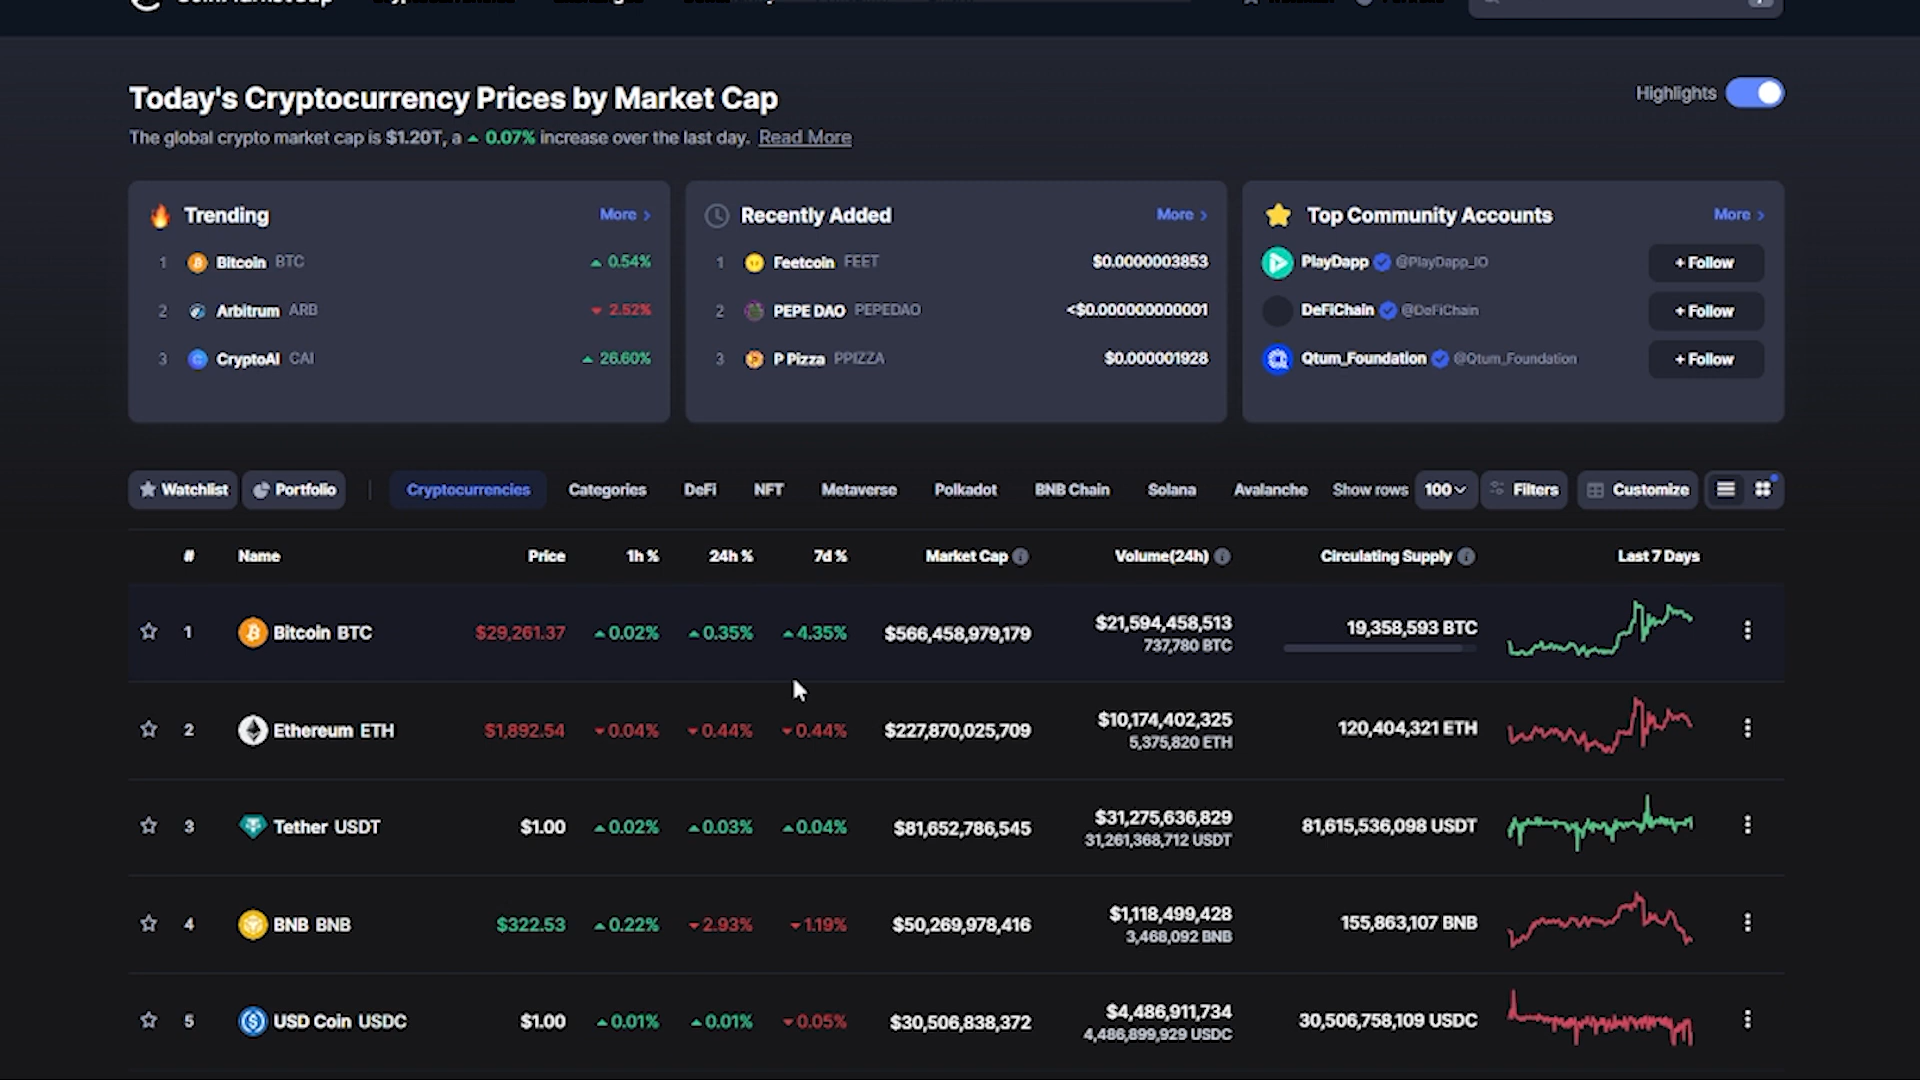 Today's Cryptocurrency Prices by Market Cap
Highlights
The global crypto market cap is $1.20T, a 0.07% increase over the last day. Read More
Trending More
1 Bitcoin BTC 0.54%
2 Arbitrum ARB 2.52%
3 CryptoAI CAI 26.60%
Recently Added More
1 Feetcoin FEET $0.0000003853
2 PEPE DAO PEPEDAO <$0.000000000001
3 P Pizza PPIZZA $0.000001928
Top Community Accounts More
PlayDapp @PlayDapp_IO + Follow
DeFiChain @DeFiChain + Follow
Qtum_Foundation @Qtum_Foundation + Follow
Watchlist Portfolio Cryptocurrencies Categories DeFi NFT Metaverse Polkadot BNB Chain Solana Avalanche Show rows 100 Filters Customize
# Name Price 1h % 24h % 7d % Market Cap Volume(24h) Circulating Supply Last 7 Days
1 Bitcoin BTC $29,261.37 0.02% 0.35% 4.35% $566,458,979,179 $21,594,458,513 19,358,593 BTC
737,780 BTC
2 Ethereum ETH $1,892.54 0.04% 0.44% 0.44% $227,870,025,709 $10,174,402,325 120,404,321 ETH
5,375,820 ETH
3 Tether USDT $1.00 0.02% 0.03% 0.04% $81,652,786,545 $31,275,636,829 81,615,536,098 USDT
31,261,368,712 USDT
4 BNB BNB $322.53 0.22% 2.93% 1.19% $50,269,978,416 $1,118,499,428 155,863,107 BNB
3,468,092 BNB
5 USD Coin USDC $1.00 0.01% 0.01% 0.05% $30,506,838,372 $4,486,911,734 30,506,758,109 USDC
4,486,899,929 USDC